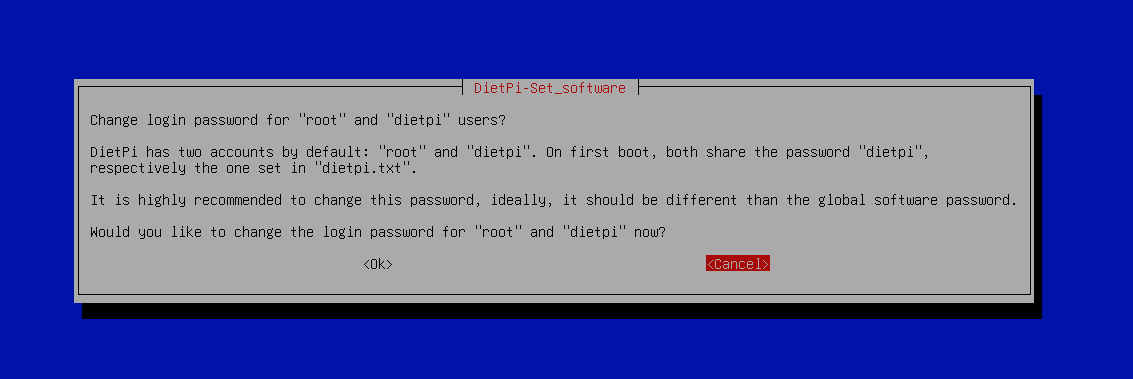 DietPi-Set_software
Change login password for "root" and "dietpi" users?
DietPi has two accounts by default: "root" and "dietpi". On first boot, both share the password "dietpi",
respectively the one set in "dietpi.txt".
It is highly recommended to change this password, ideally, it should be different than the global software password.
Would you like to change the login password for "root" and "dietpi" now?
<Ok> <Cancel>